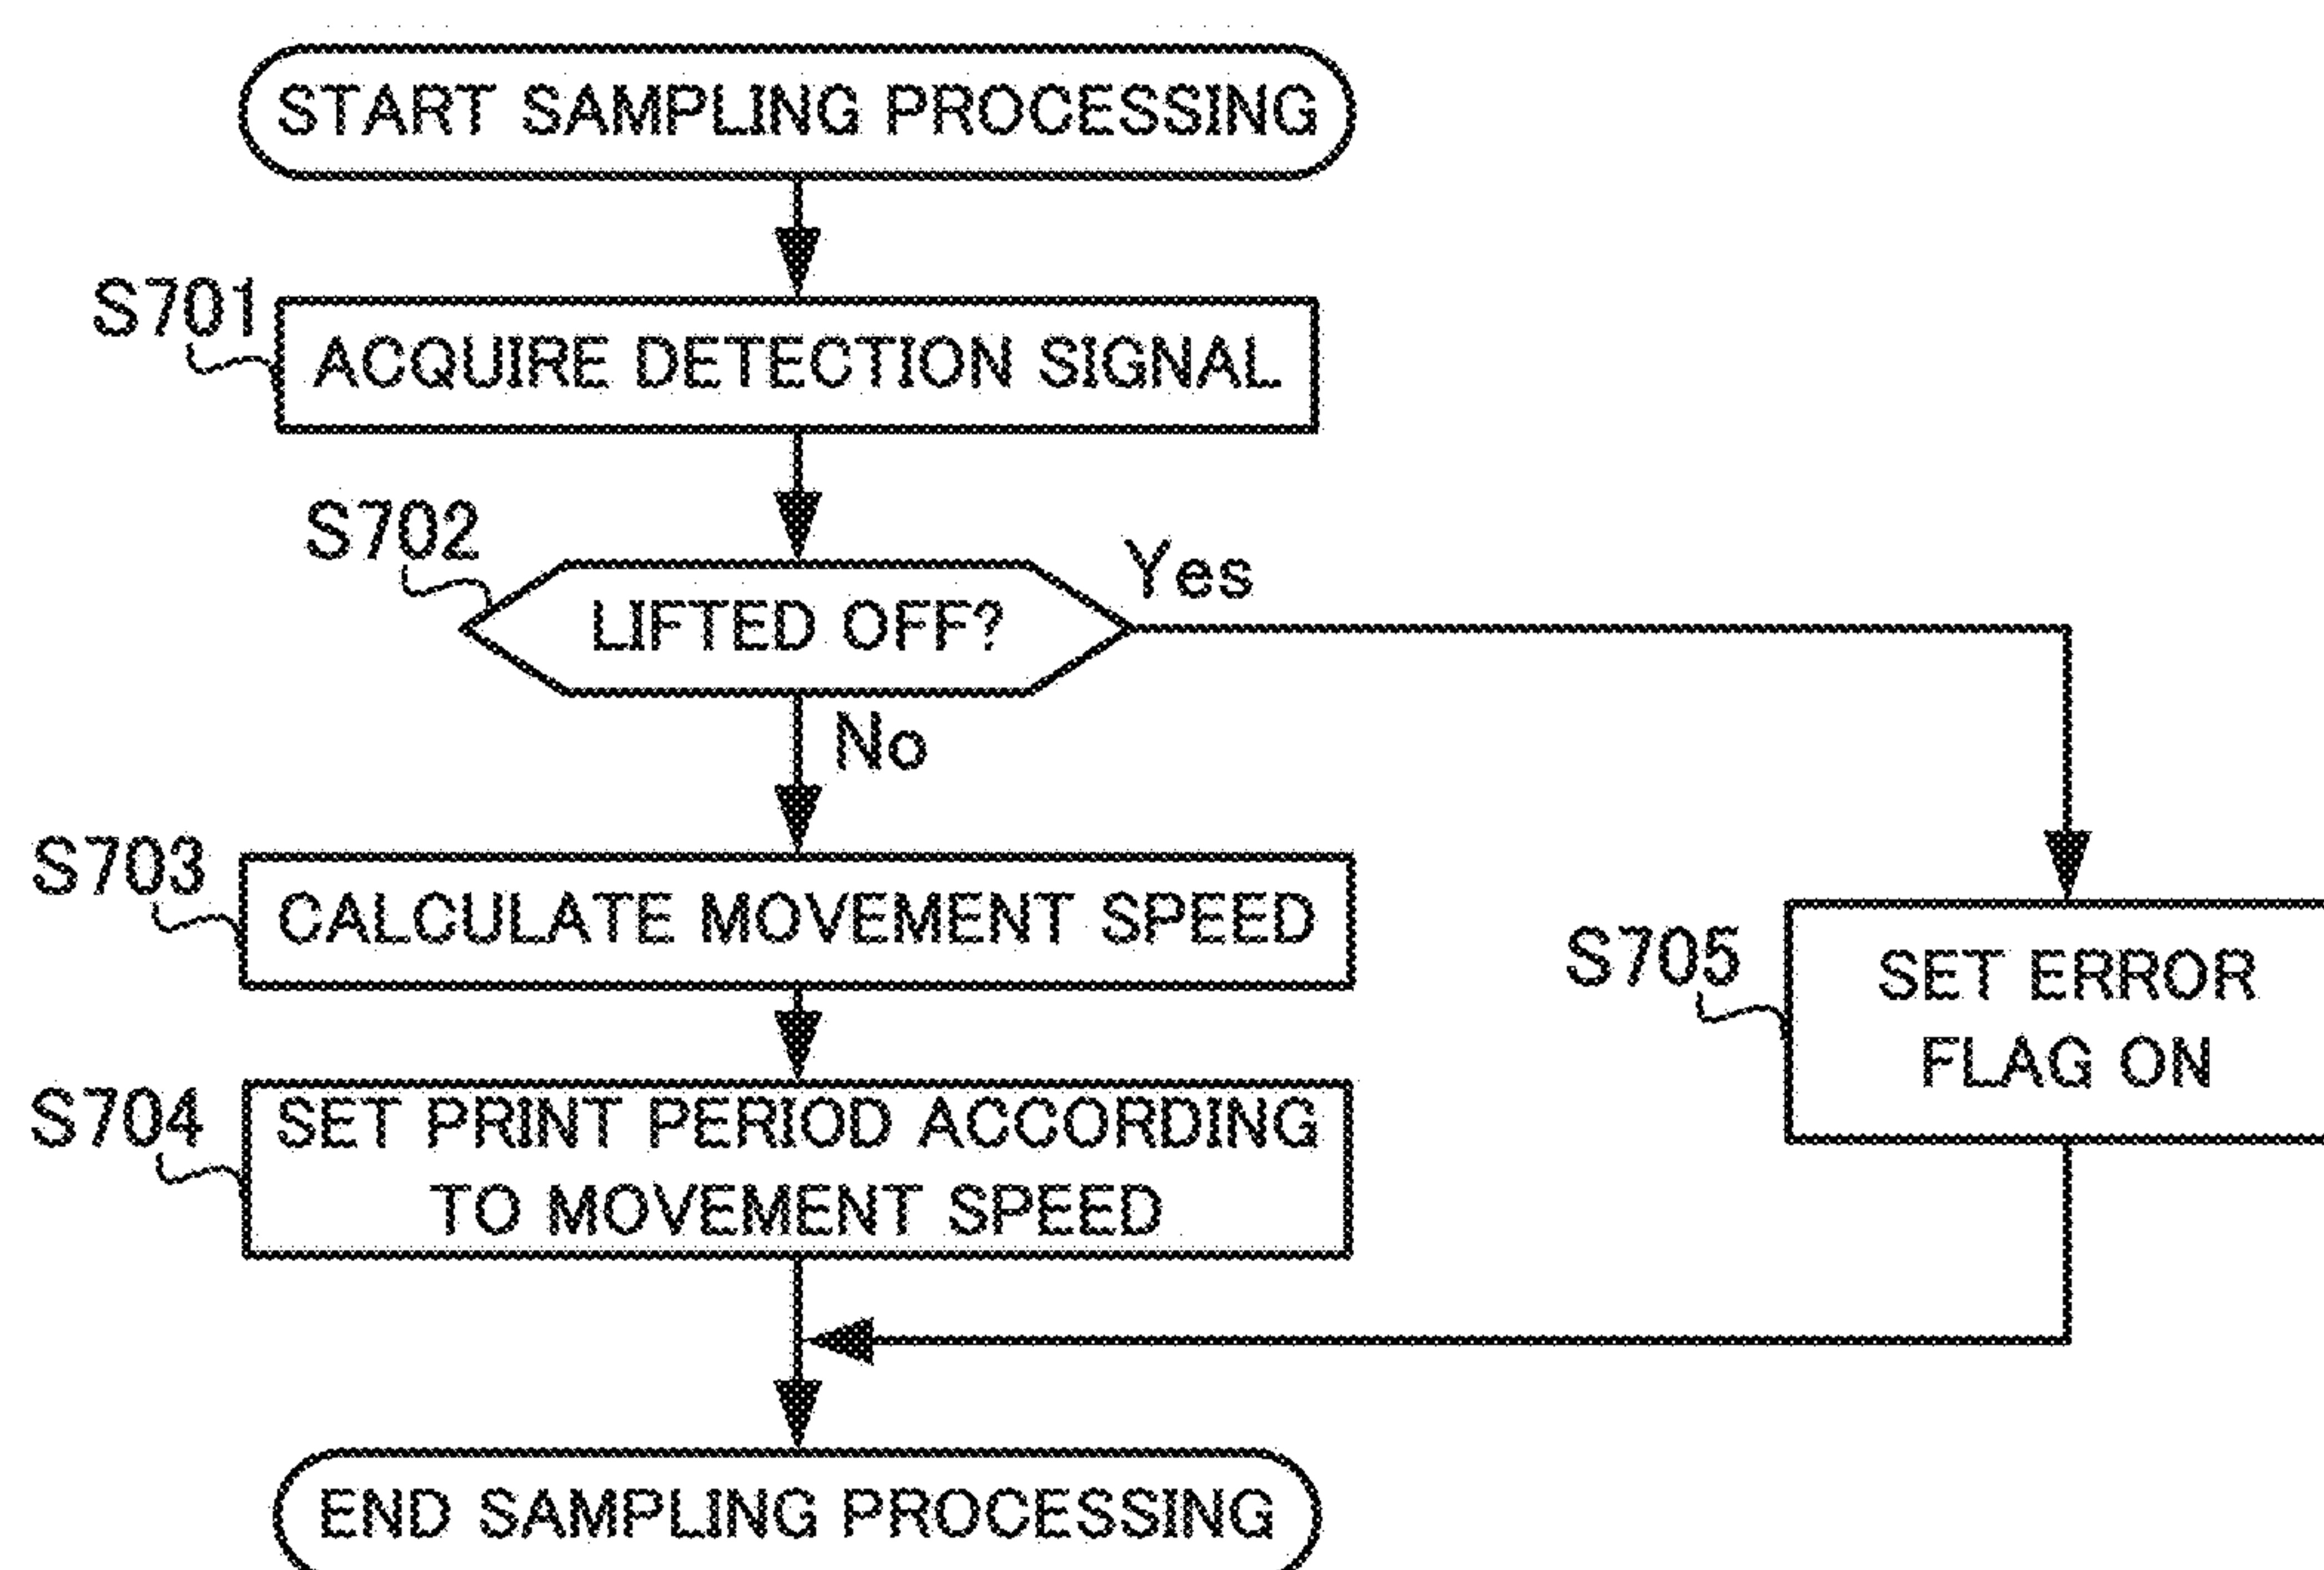 START SAMPLING PROCESSING
S701
ACQUIRE DETECTION SIGNAL
S702
LIFTED OFF?
Yes
No
S703
CALCULATE MOVEMENT SPEED
S705
SET ERROR
FLAG ON
S704
SET PRINT PERIOD ACCORDING
TO MOVEMENT SPEED
END SAMPLING PROCESSING